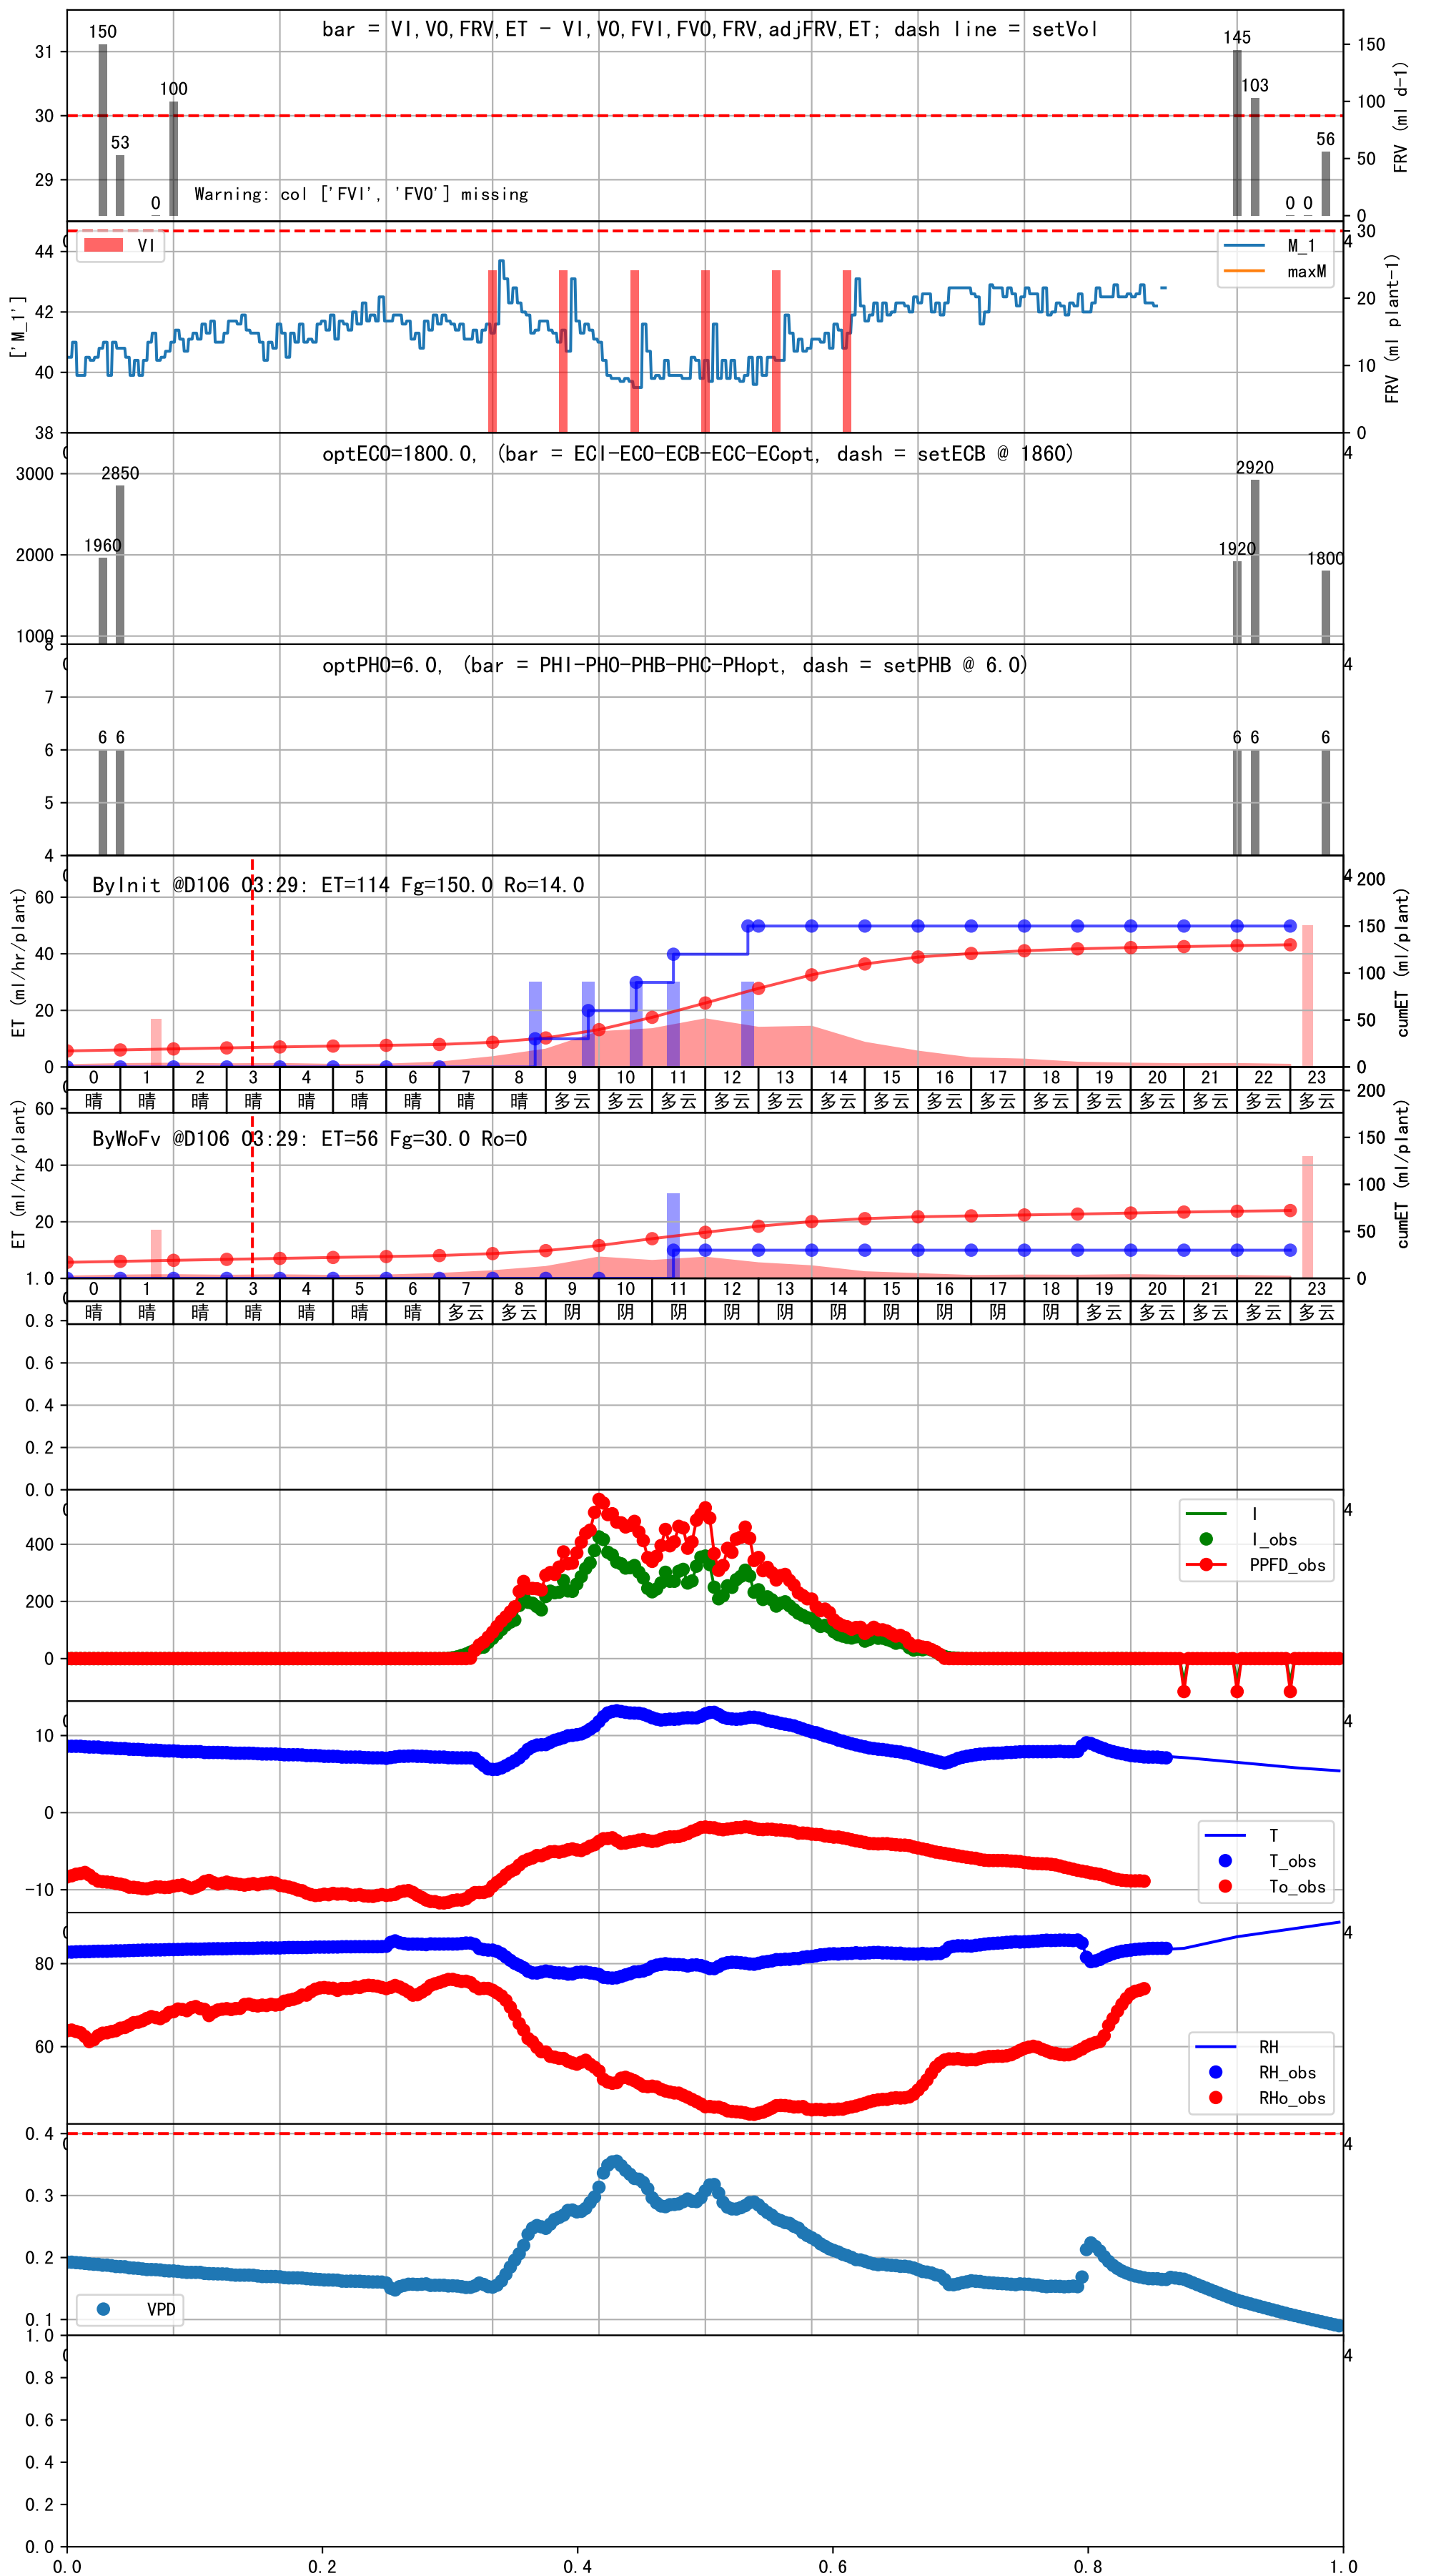 bar = VI,VO,FRV,ET - VI,VO,FVI,FVO,FRV,adjFRV,ET; dash line = setVol
150
53
0
100
145
103
0 0
56
31
30
29
150
100
50
0
FRV (ml d-1)
Warning: col ['FVI', 'FVO'] missing
VI
M_1
maxM
44
42
40
38
['M_1']
30
20
10
0
FRV (ml plant-1)
4
optECO=1800.0, (bar = ECI-ECO-ECB-ECC-ECopt, dash = setECB @ 1860)
4
3000
2000
1000
1960
2850
1920
2920
1800
optPHO=6.0, (bar = PHI-PHO-PHB-PHC-PHopt, dash = setPHB @ 6.0)
4
8
7
6
5
4
6 6
6 6
6
ByInit @D106 03:29: ET=114 Fg=150.0 Ro=14.0
4
60
40
20
0
ET (ml/hr/plant)
200
150
100
50
0
cumET (ml/plant)
0 1 2 3 4 5 6 7 8 9 10 11 12 13 14 15 16 17 18 19 20 21 22 23
晴 晴 晴 晴 晴 晴 晴 晴 晴 多云 多云 多云 多云 多云 多云 多云 多云 多云 多云 多云 多云 多云 多云 多云
ByWoFv @D106 03:29: ET=56 Fg=30.0 Ro=0
60
40
20
ET (ml/hr/plant)
200
150
100
50
0
cumET (ml/plant)
0 1 2 3 4 5 6 7 8 9 10 11 12 13 14 15 16 17 18 19 20 21 22 23
晴 晴 晴 晴 晴 晴 晴 多云 多云 阴 阴 阴 阴 阴 阴 阴 阴 阴 阴 多云 多云 多云 多云 多云
1.0
0.8
0.6
0.4
0.2
0.0
4
400
200
0
I
I_obs
PPFD_obs
4
10
0
-10
T
T_obs
To_obs
4
80
60
RH
RH_obs
RHo_obs
4
0.4
0.3
0.2
0.1
VPD
4
1.0
0.8
0.6
0.4
0.2
0.0
0.0 0.2 0.4 0.6 0.8 1.0